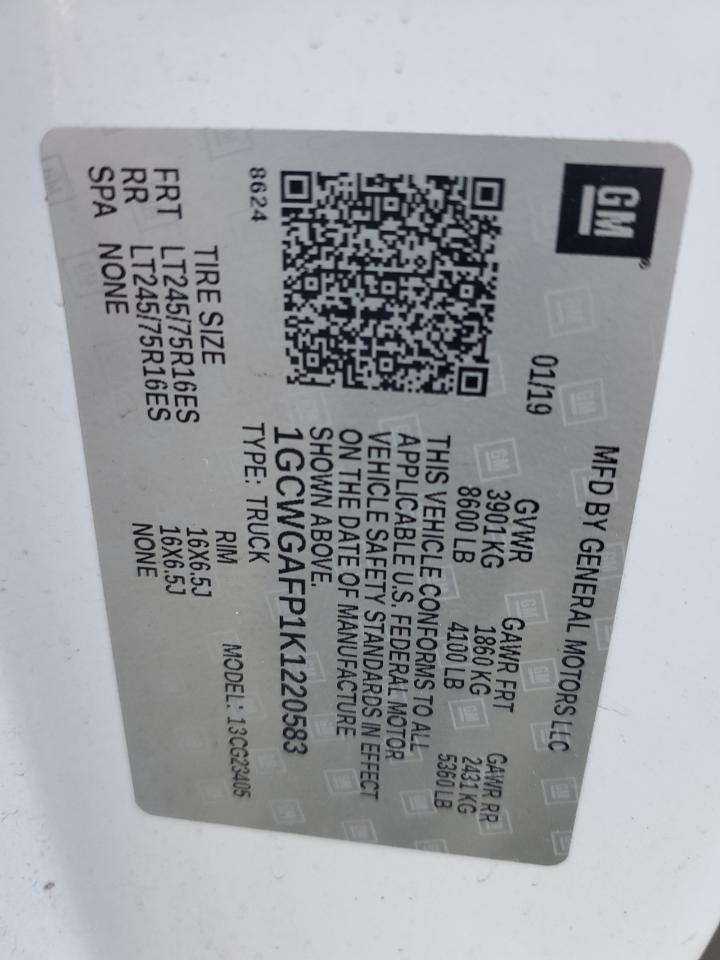 GM
MFD BY GENERAL MOTORS LLC
01/19
GVWR GAWR FRT GAWR RR
3901 KG 1860 KG 2431 KG
8600 LB 4100 LB 5360 LB
THIS VEHICLE CONFORMS TO ALL
APPLICABLE U.S. FEDERAL MOTOR
VEHICLE SAFETY STANDARDS IN EFFECT
ON THE DATE OF MANUFACTURE
SHOWN ABOVE.
1GCWGAFP1K1220583
8624
TYPE: TRUCK
MODEL: 13CG23405
TIRE SIZE RIM
FRT LT245/75R16ES 16X6.5J
RR LT245/75R16ES 16X6.5J
SPA NONE NONE